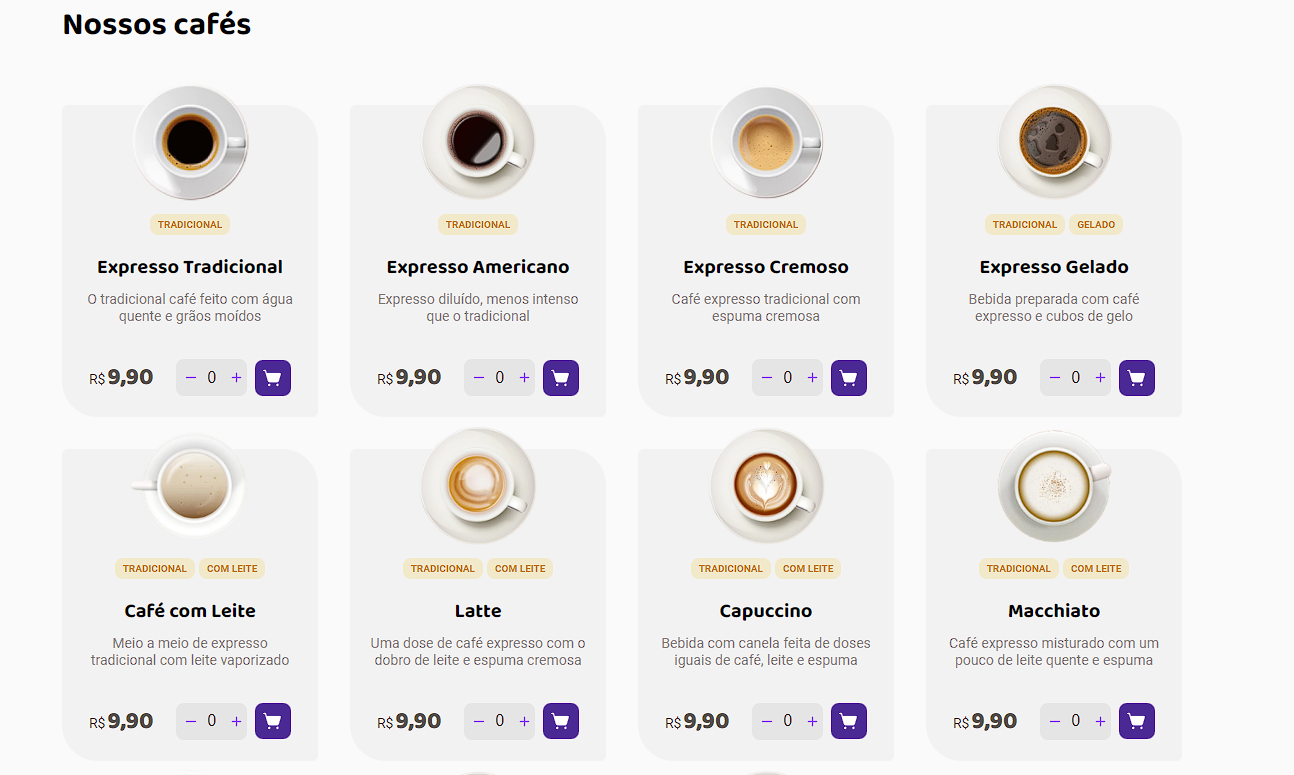 Nossos cafés
TRADICIONAL
Expresso Tradicional
O tradicional café feito com água
quente e grãos moídos
R$ 9,90 − 0 +
TRADICIONAL
Expresso Americano
Expresso diluído, menos intenso
que o tradicional
R$ 9,90 − 0 +
TRADICIONAL
Expresso Cremoso
Café expresso tradicional com
espuma cremosa
R$ 9,90 − 0 +
TRADICIONAL GELADO
Expresso Gelado
Bebida preparada com café
expresso e cubos de gelo
R$ 9,90 − 0 +
TRADICIONAL COM LEITE
Café com Leite
Meio a meio de expresso
tradicional com leite vaporizado
R$ 9,90 − 0 +
TRADICIONAL COM LEITE
Latte
Uma dose de café expresso com o
dobro de leite e espuma cremosa
R$ 9,90 − 0 +
TRADICIONAL COM LEITE
Capuccino
Bebida com canela feita de doses
iguais de café, leite e espuma
R$ 9,90 − 0 +
TRADICIONAL COM LEITE
Macchiato
Café expresso misturado com um
pouco de leite quente e espuma
R$ 9,90 − 0 +